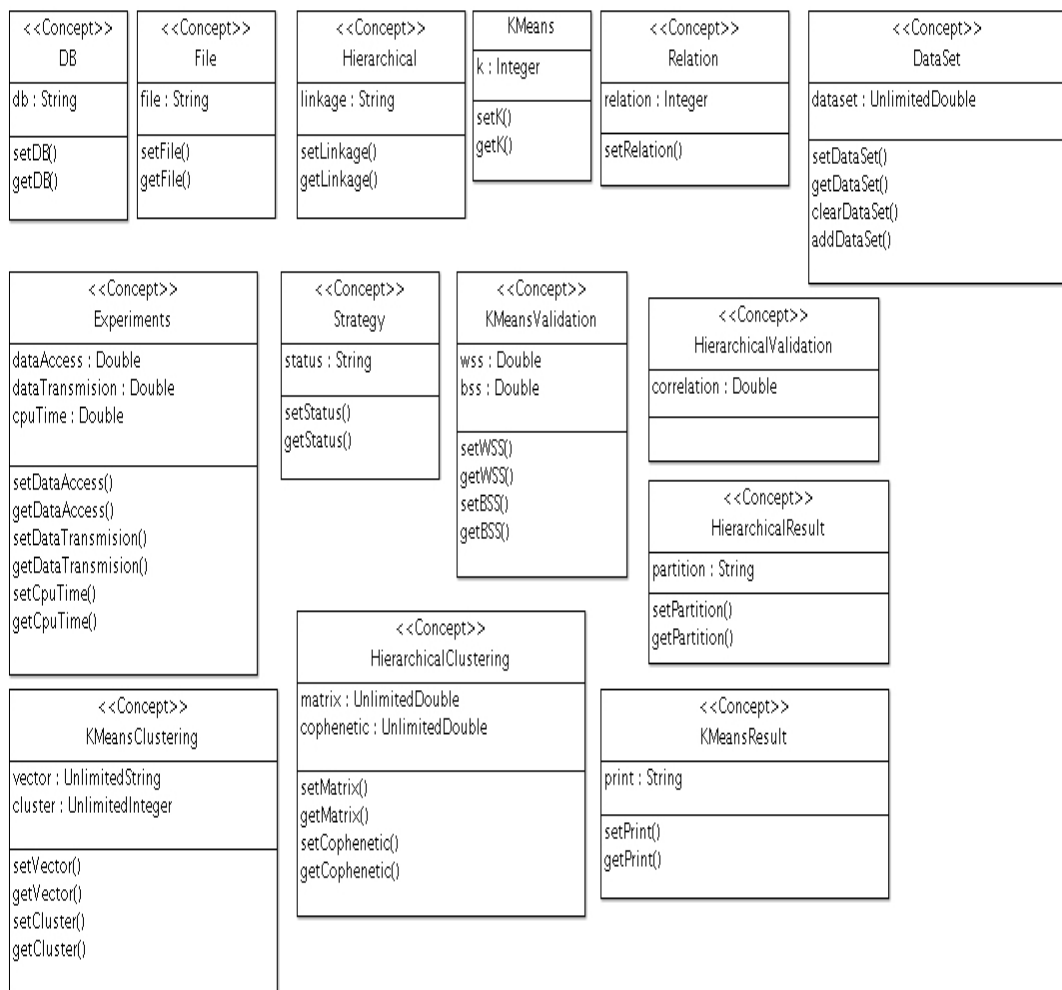 <<Concept>>
DB
db : String
setDB()
getDB()
<<Concept>>
File
file : String
setFile()
getFile()
<<Concept>>
Hierarchical
linkage : String
setLinkage()
getLinkage()
KMeans
k : Integer
setK()
getK()
<<Concept>>
Relation
relation : Integer
setRelation()
<<Concept>>
DataSet
dataset : UnlimitedDouble
setDataSet()
getDataSet()
clearDataSet()
addDataSet()
<<Concept>>
Experiments
dataAccess : Double
dataTransmision : Double
cpuTime : Double
setDataAccess()
getDataAccess()
setDataTransmision()
getDataTransmision()
setCpuTime()
getCpuTime()
<<Concept>>
Strategy
status : String
setStatus()
getStatus()
<<Concept>>
KMeansValidation
wss : Double
bss : Double
setWSS()
getWSS()
setBSS()
getBSS()
<<Concept>>
HierarchicalValidation
correlation : Double
<<Concept>>
HierarchicalResult
partition : String
setPartition()
getPartition()
<<Concept>>
KMeansClustering
vector : UnlimitedString
cluster : UnlimitedInteger
setVector()
getVector()
setCluster()
getCluster()
<<Concept>>
HierarchicalClustering
matrix : UnlimitedDouble
cophenetic : UnlimitedDouble
setMatrix()
getMatrix()
setCophenetic()
getCophenetic()
<<Concept>>
KMeansResult
print : String
setPrint()
getPrint()